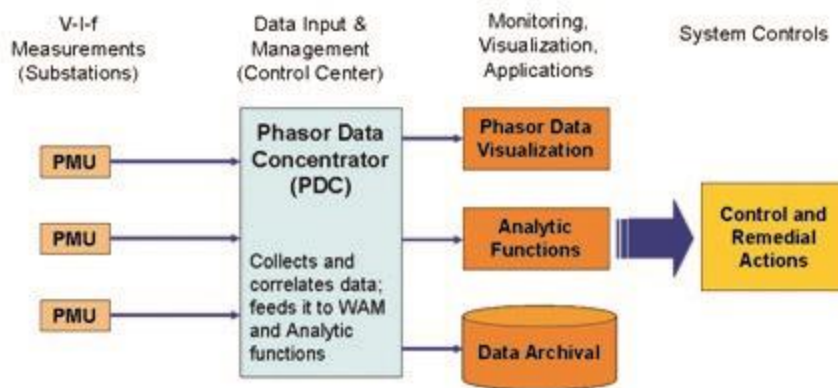 V-I-f
Measurements
(Substations)
Data Input &
Management
(Control Center)
Monitoring,
Visualization,
Applications
System Controls
PMU
PMU
PMU
Phasor Data
Concentrator
(PDC)
Collects and
correlates data;
feeds it to WAM
and Analytic
functions
Phasor Data
Visualization
Analytic
Functions
Data Archival
Control and
Remedial
Actions